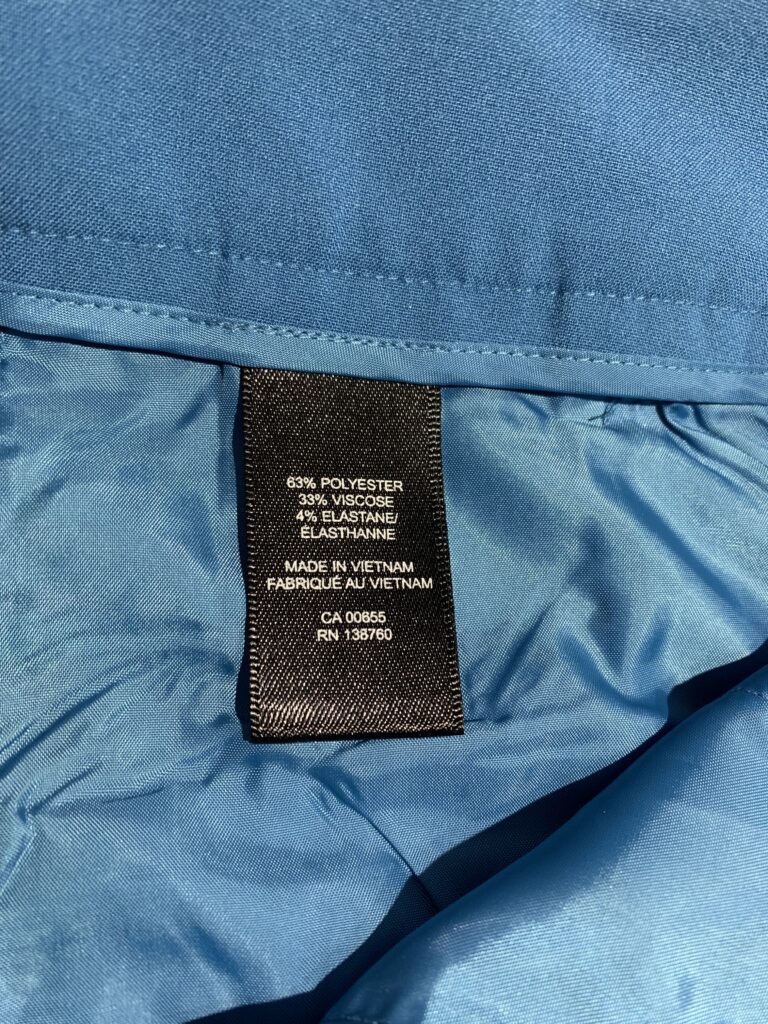 63% POLYESTER
33% VISCOSE
4% ELASTANE/
ÉLASTHANNE
MADE IN VIETNAM
FABRIQUÉ AU VIETNAM
CA 00655
RN 138760